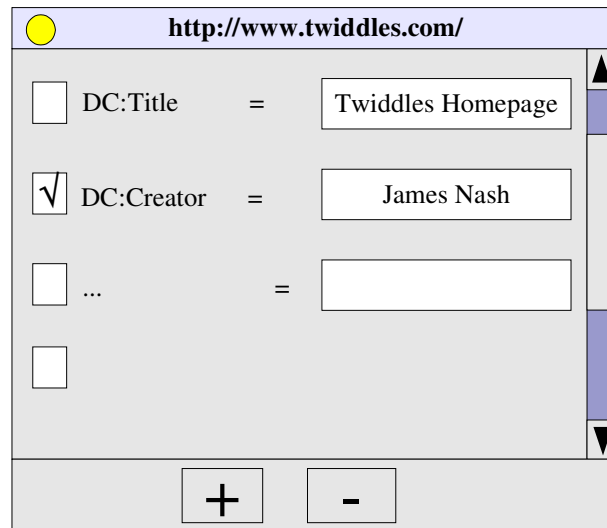 http://www.twiddles.com/
DC:Title = Twiddles Homepage
√ DC:Creator = James Nash
... =
+ -